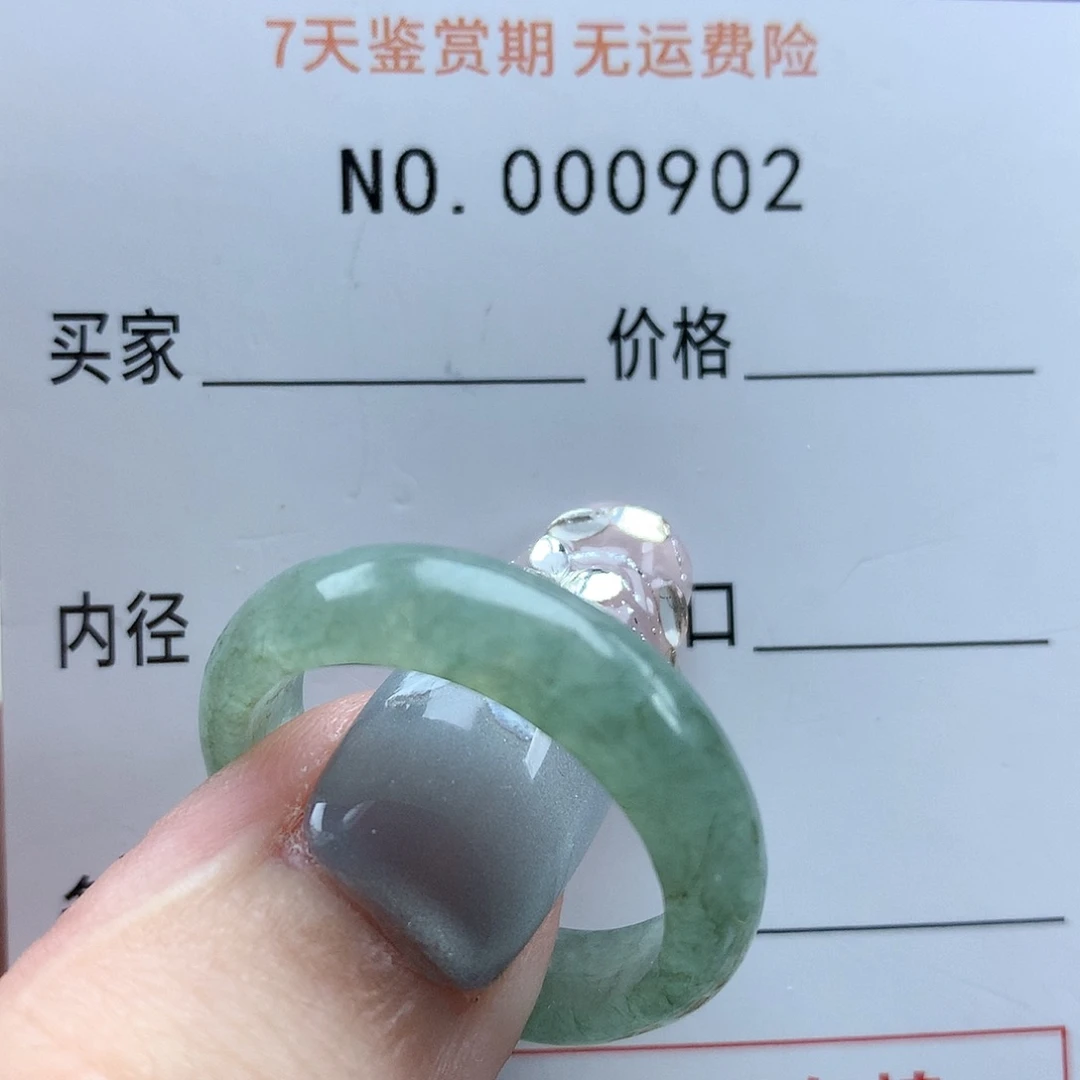 7天鉴赏期 无运费险
NO. 000902
买家 价格
内径 口